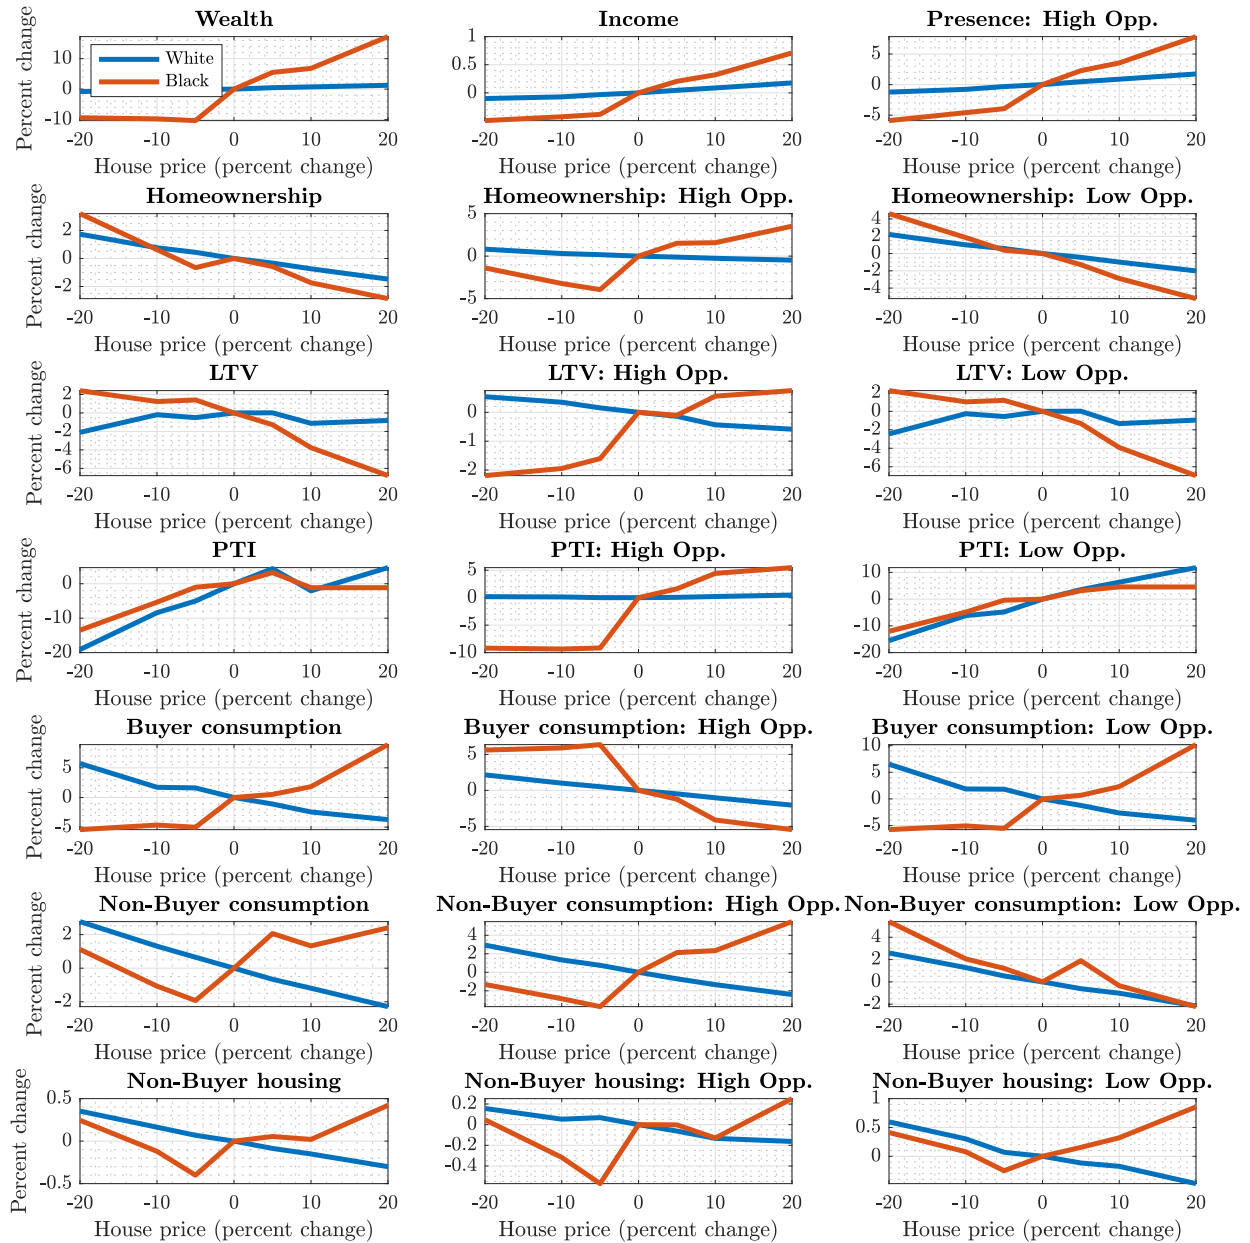 Wealth
Income
Presence: High Opp.
Percent change
10
0
-10
White
Black
-20 -10 0 10 20
House price (percent change)
1
0.5
0
-20 -10 0 10 20
House price (percent change)
5
0
-5
-20 -10 0 10 20
House price (percent change)
Homeownership
Homeownership: High Opp.
Homeownership: Low Opp.
Percent change
2
0
-2
-20 -10 0 10 20
House price (percent change)
5
0
-5
-20 -10 0 10 20
House price (percent change)
4
2
0
-2
-4
-20 -10 0 10 20
House price (percent change)
LTV
LTV: High Opp.
LTV: Low Opp.
Percent change
2
0
-2
-4
-6
-20 -10 0 10 20
House price (percent change)
0
-1
-2
-20 -10 0 10 20
House price (percent change)
2
0
-2
-4
-6
-20 -10 0 10 20
House price (percent change)
PTI
PTI: High Opp.
PTI: Low Opp.
Percent change
0
-10
-20
-20 -10 0 10 20
House price (percent change)
5
0
-5
-10
-20 -10 0 10 20
House price (percent change)
10
0
-10
-20
-20 -10 0 10 20
House price (percent change)
Buyer consumption
Buyer consumption: High Opp.
Buyer consumption: Low Opp.
Percent change
5
0
-5
-20 -10 0 10 20
House price (percent change)
5
0
-5
-20 -10 0 10 20
House price (percent change)
10
5
0
-5
-20 -10 0 10 20
House price (percent change)
Non-Buyer consumption
Non-Buyer consumption: High Opp.
Non-Buyer consumption: Low Opp.
Percent change
2
0
-2
-20 -10 0 10 20
House price (percent change)
4
2
0
-2
-20 -10 0 10 20
House price (percent change)
4
2
0
-2
-20 -10 0 10 20
House price (percent change)
Non-Buyer housing
Non-Buyer housing: High Opp.
Non-Buyer housing: Low Opp.
Percent change
0.5
0
-0.5
-20 -10 0 10 20
House price (percent change)
0.2
0
-0.2
-0.4
-20 -10 0 10 20
House price (percent change)
1
0.5
0
-20 -10 0 10 20
House price (percent change)